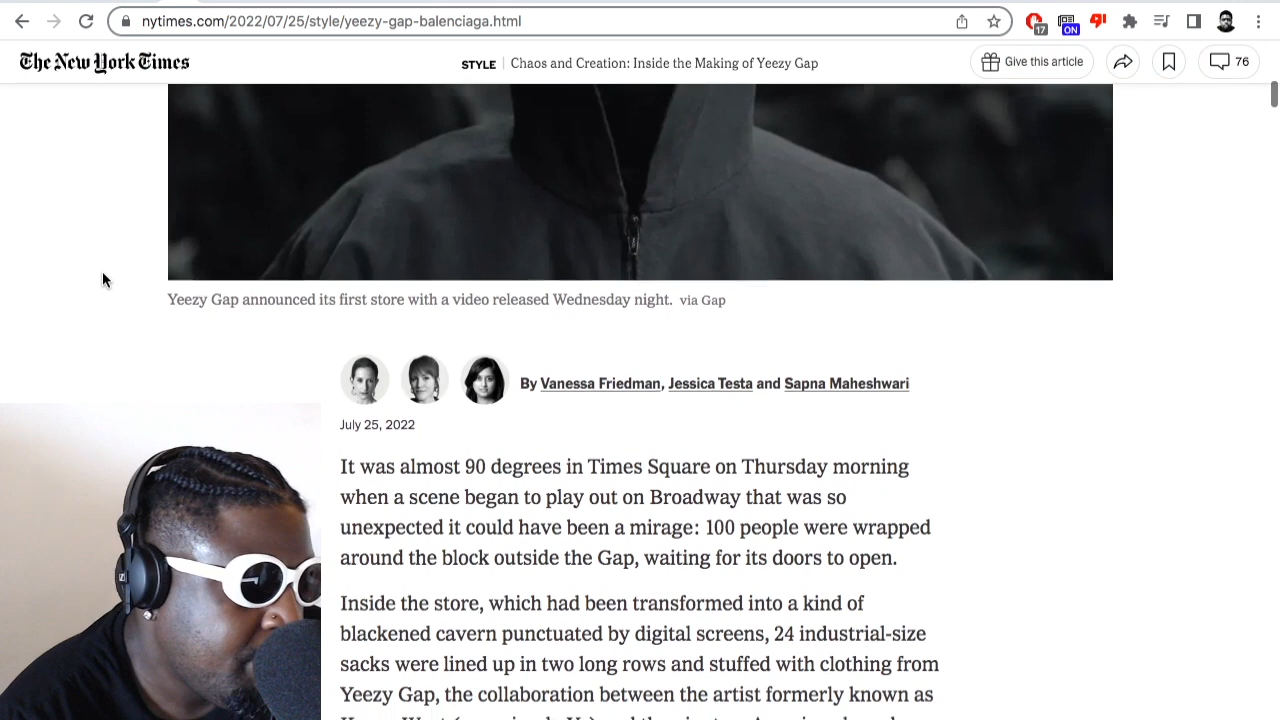 nytimes.com/2022/07/25/style/yeezy-gap-balenciaga.html
17
ON
The New York Times
STYLE | Chaos and Creation: Inside the Making of Yeezy Gap
Give this article
76
Yeezy Gap announced its first store with a video released Wednesday night. via Gap
By Vanessa Friedman, Jessica Testa and Sapna Maheshwari
July 25, 2022
It was almost 90 degrees in Times Square on Thursday morning
when a scene began to play out on Broadway that was so
unexpected it could have been a mirage: 100 people were wrapped
around the block outside the Gap, waiting for its doors to open.
Inside the store, which had been transformed into a kind of
blackened cavern punctuated by digital screens, 24 industrial-size
sacks were lined up in two long rows and stuffed with clothing from
Yeezy Gap, the collaboration between the artist formerly known as